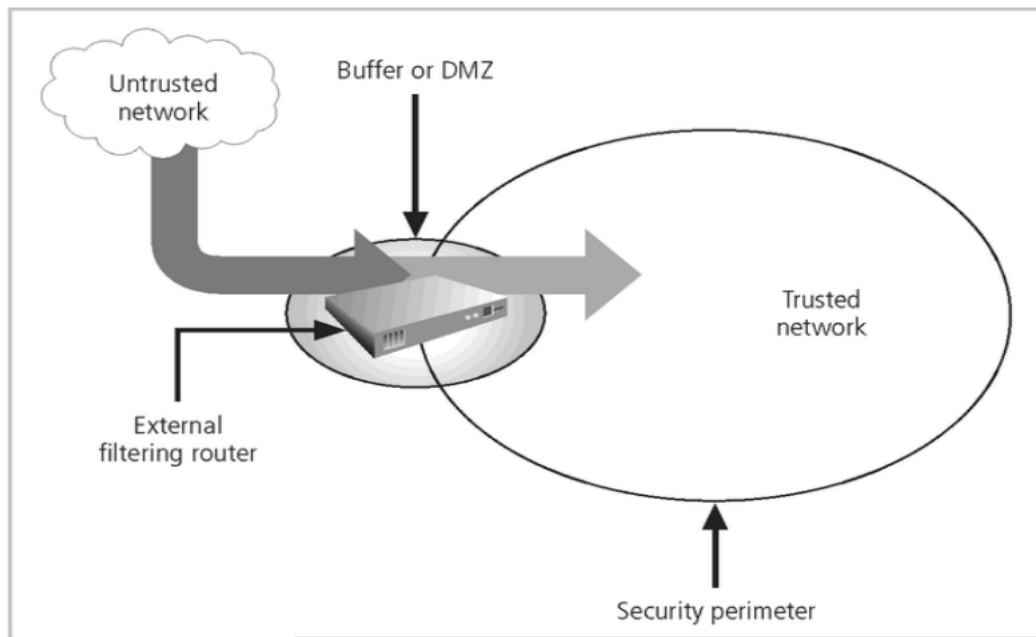 Untrusted
network
Buffer or DMZ
Trusted
network
External
filtering router
Security perimeter